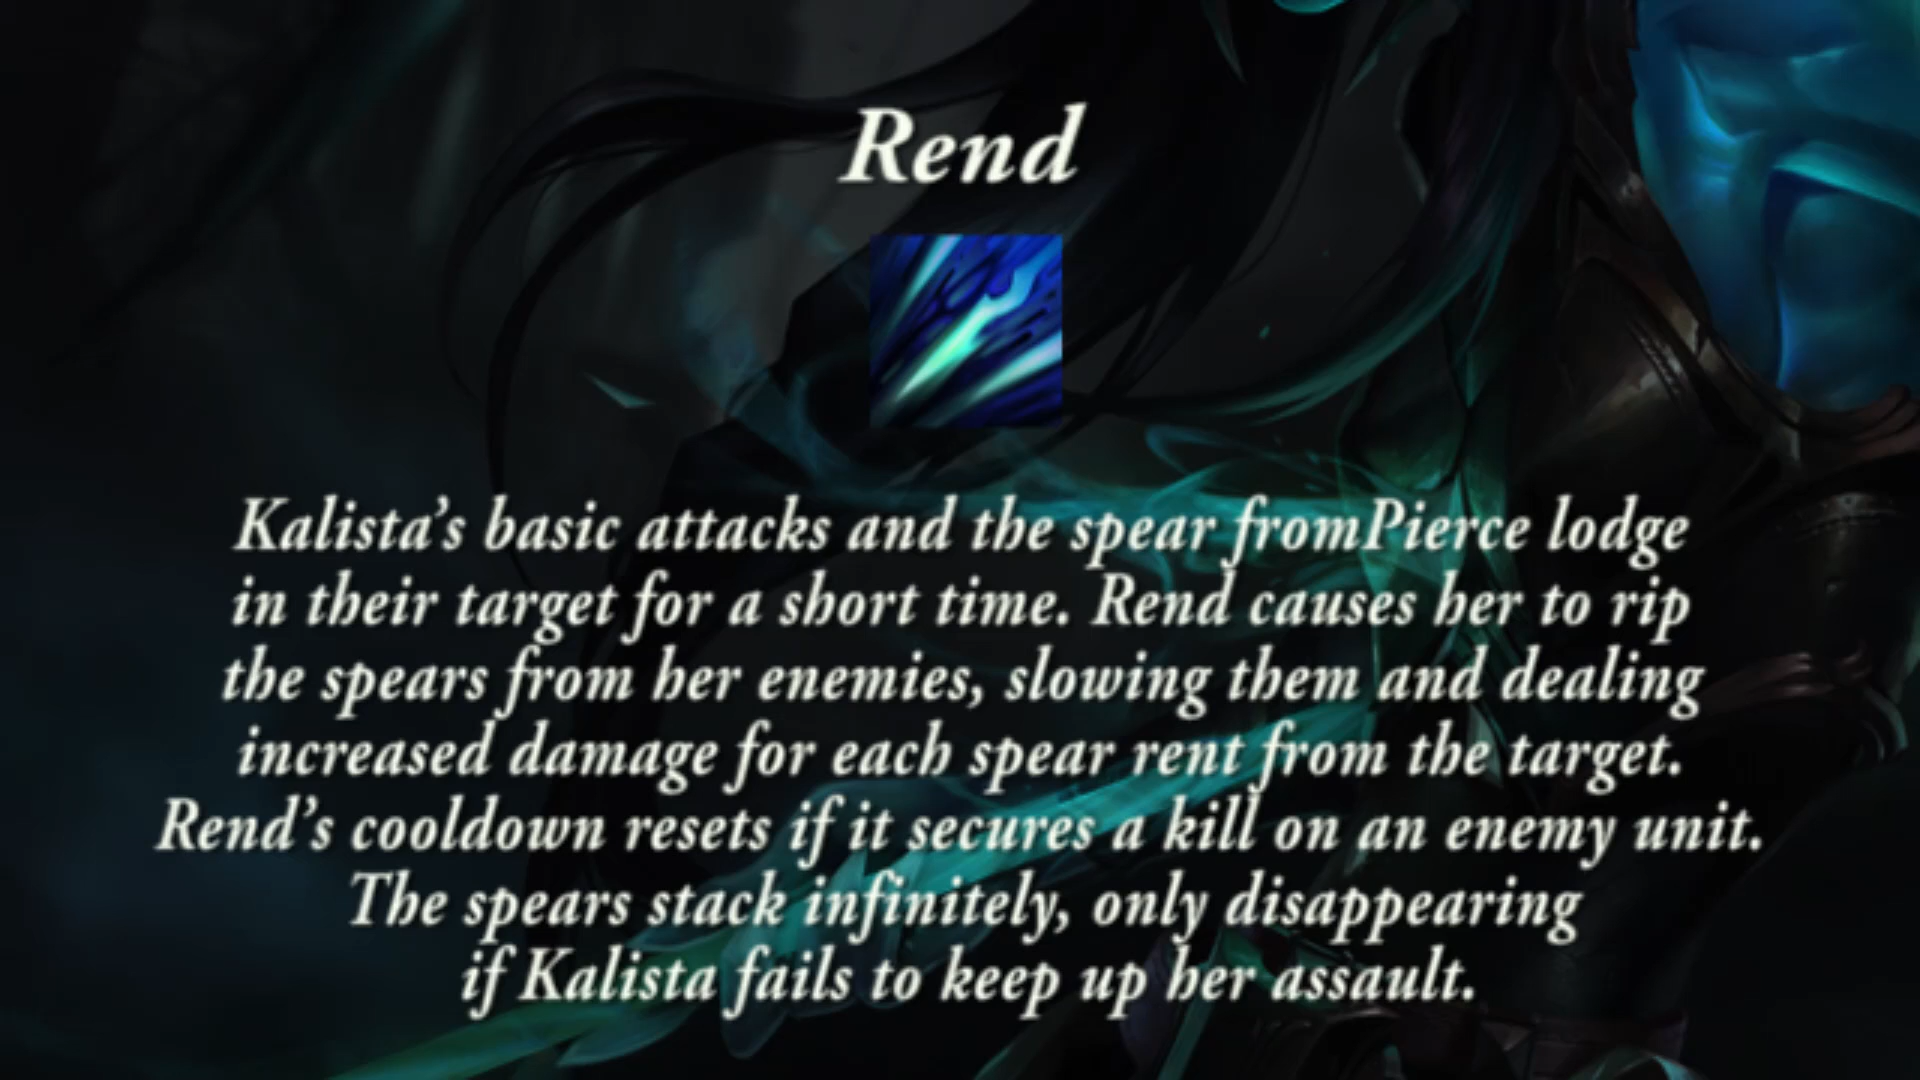 Rend
Kalista’s basic attacks and the spear fromPierce lodge
in their target for a short time. Rend causes her to rip
the spears from her enemies, slowing them and dealing
increased damage for each spear rent from the target.
Rend’s cooldown resets if it secures a kill on an enemy unit.
The spears stack infinitely, only disappearing
if Kalista fails to keep up her assault.